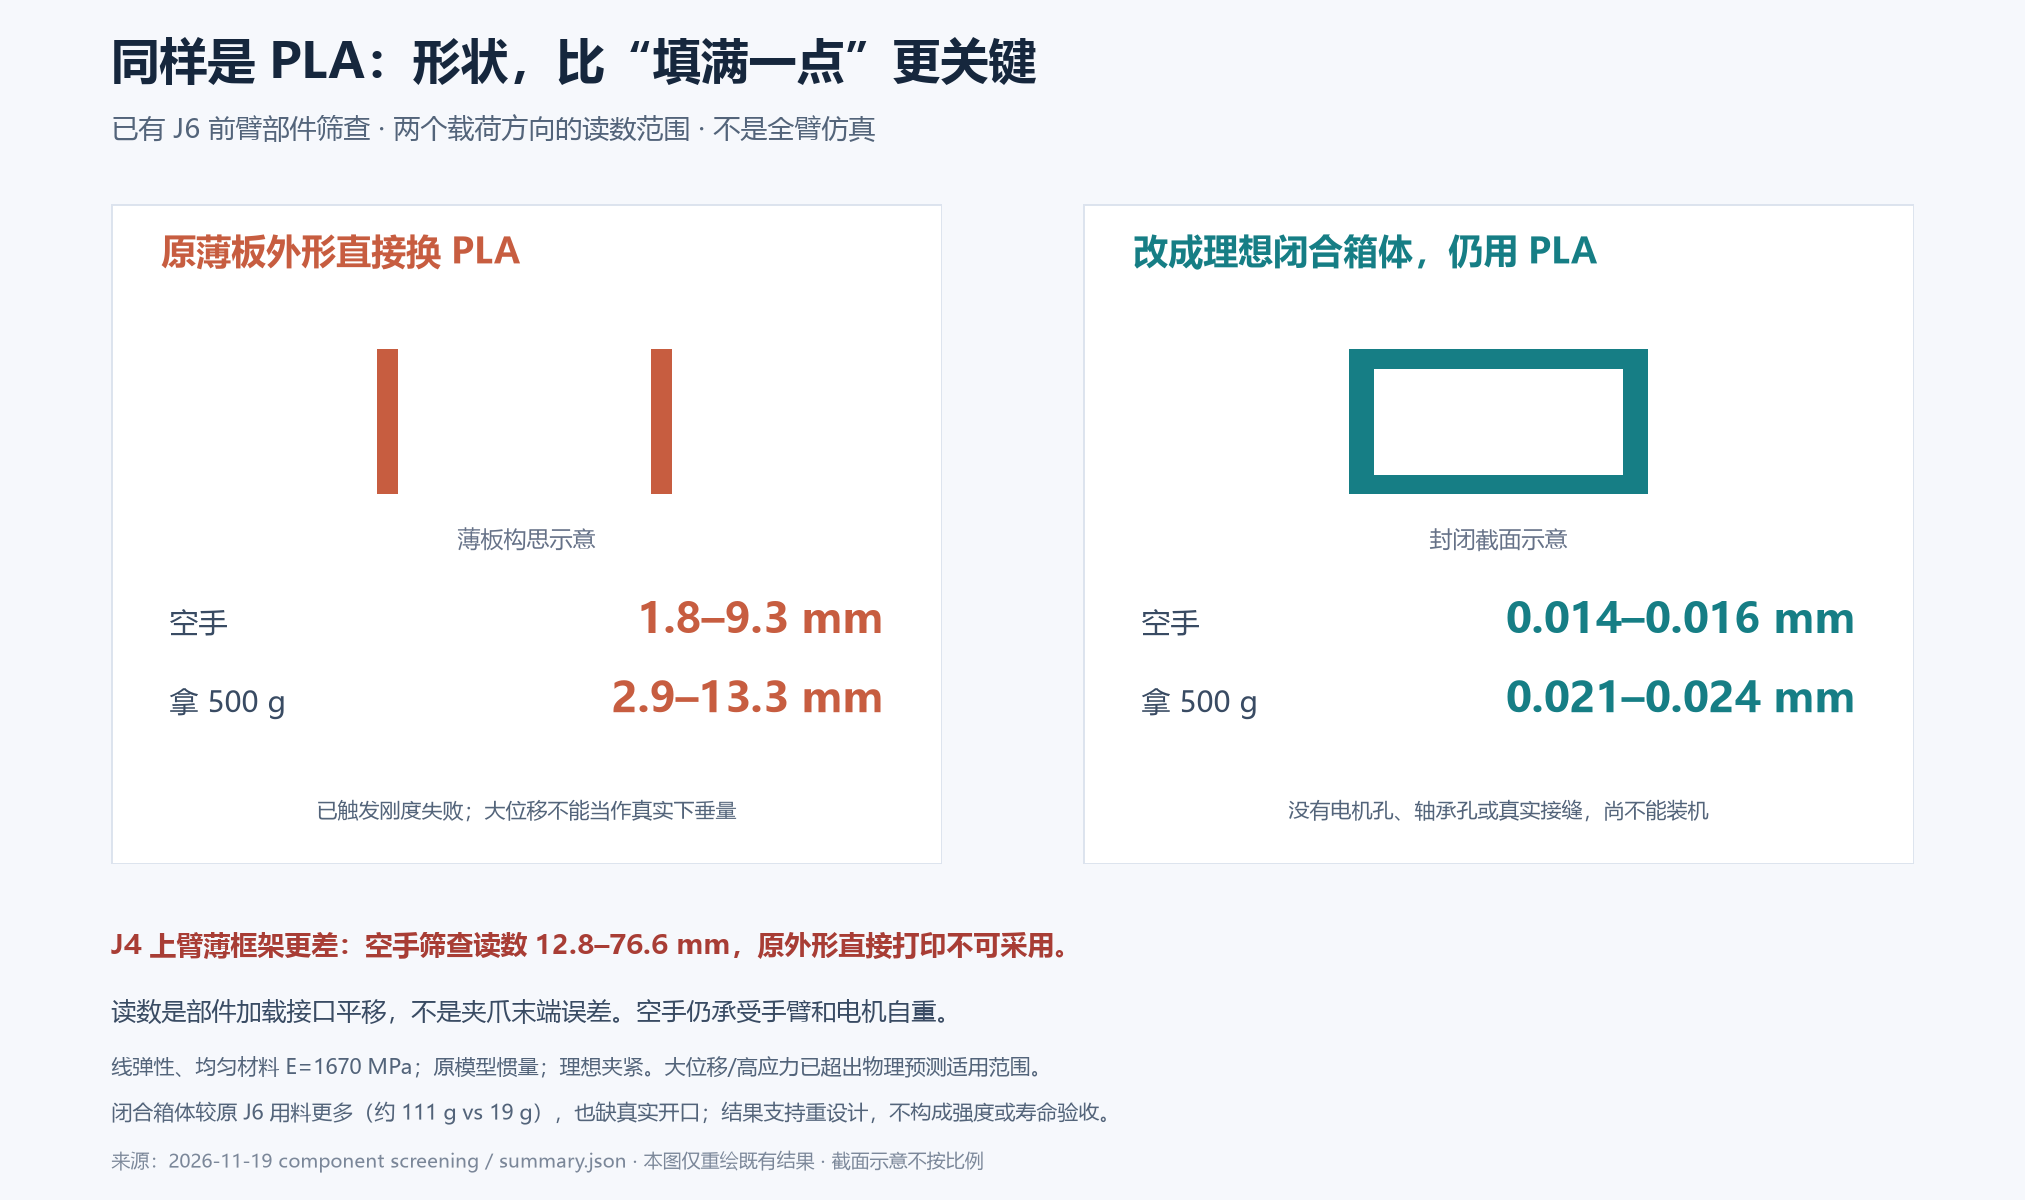 同样是 PLA：形状，比“填满一点”更关键
已有 J6 前臂部件筛查 · 两个载荷方向的读数范围 · 不是全臂仿真
原薄板外形直接换 PLA
薄板构思示意
空手 1.8–9.3 mm
拿 500 g 2.9–13.3 mm
已触发刚度失败；大位移不能当作真实下垂量
改成理想闭合箱体，仍用 PLA
封闭截面示意
空手 0.014–0.016 mm
拿 500 g 0.021–0.024 mm
没有电机孔、轴承孔或真实接缝，尚不能装机
J4 上臂薄框架更差：空手筛查读数 12.8–76.6 mm，原外形直接打印不可采用。
读数是部件加载接口平移，不是夹爪末端误差。空手仍承受手臂和电机自重。
线弹性、均匀材料 E=1670 MPa；原模型惯量；理想夹紧。大位移/高应力已超出物理预测适用范围。
闭合箱体较原 J6 用料更多（约 111 g vs 19 g），也缺真实开口；结果支持重设计，不构成强度或寿命验收。
来源：2026-11-19 component screening / summary.json · 本图仅重绘既有结果 · 截面示意不按比例